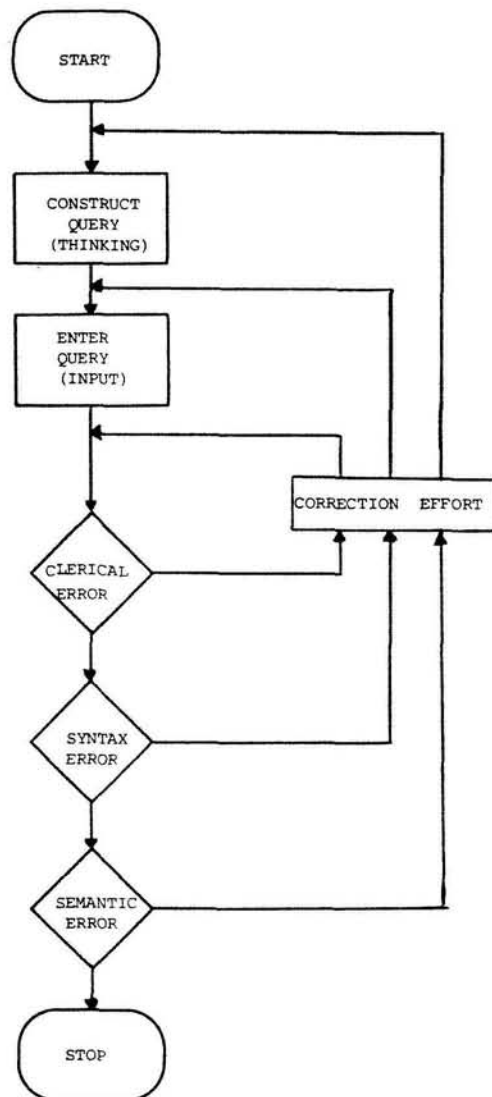 START
CONSTRUCT
QUERY
(THINKING)
ENTER
QUERY
(INPUT)
CORRECTION EFFORT
CLERICAL
ERROR
SYNTAX
ERROR
SEMANTIC
ERROR
STOP